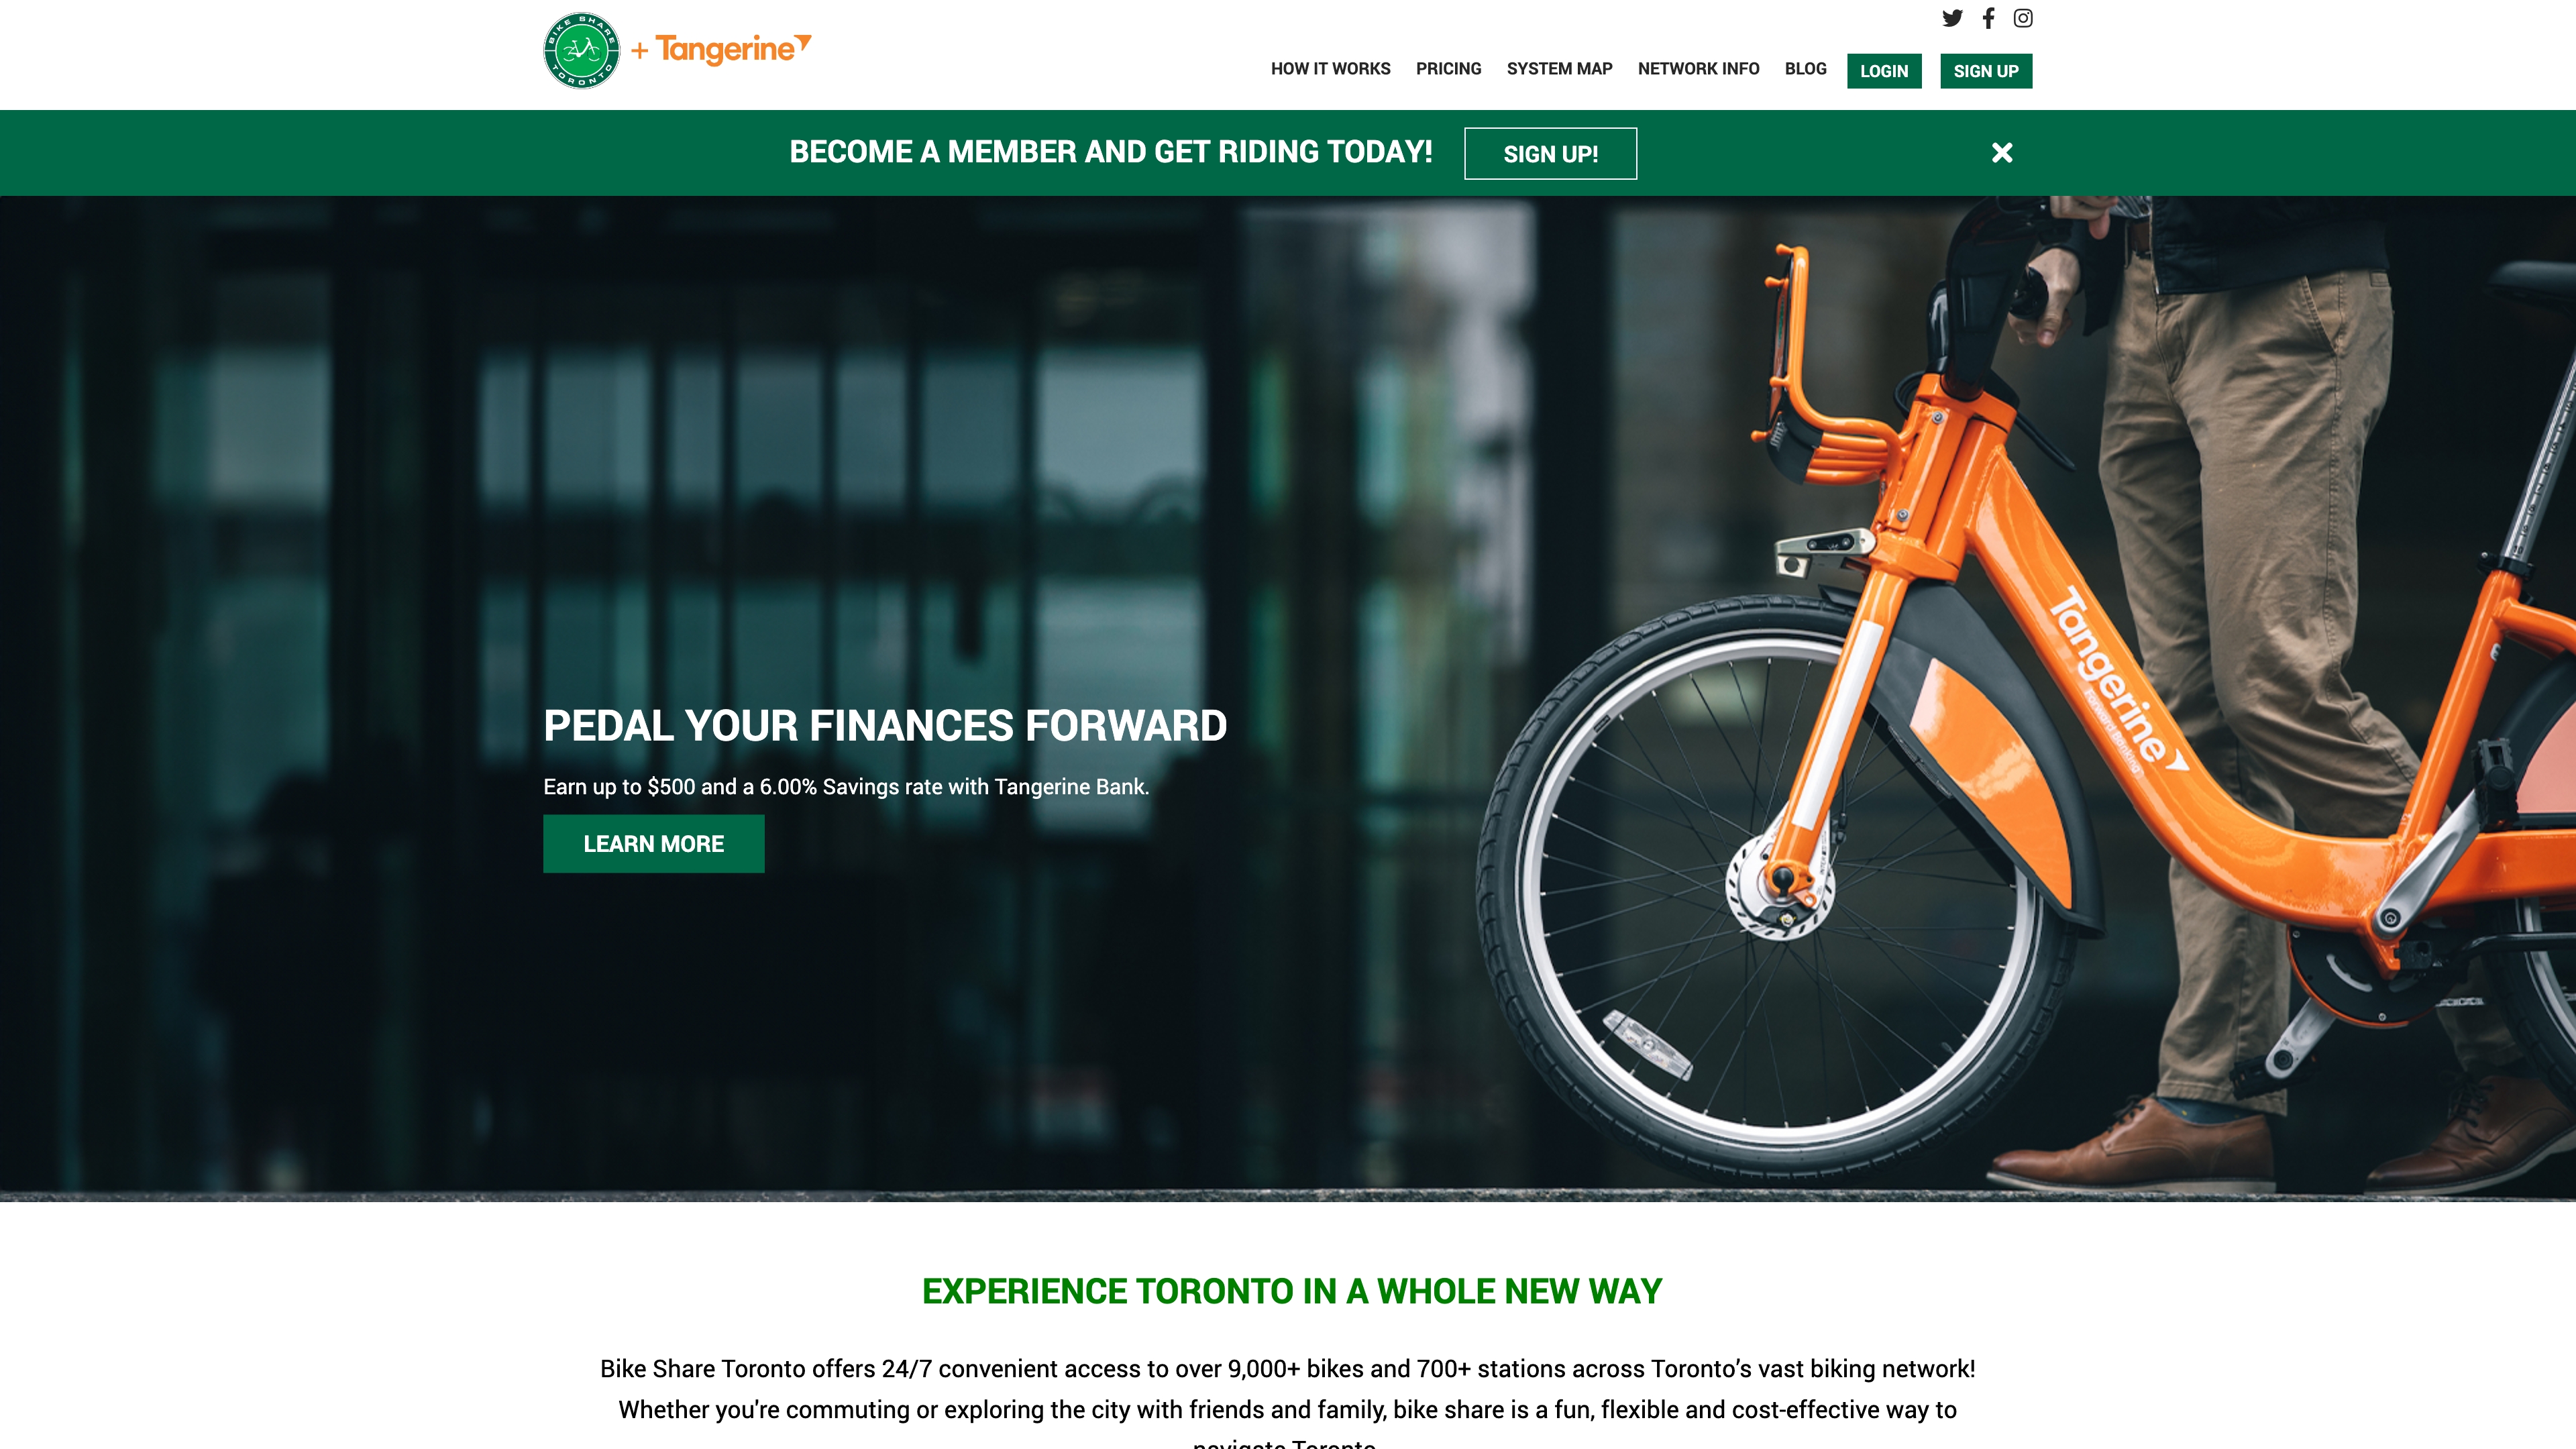 BIKE SHARE
TORONTO
+ Tangerine
HOW IT WORKS
PRICING
SYSTEM MAP
NETWORK INFO
BLOG
LOGIN
SIGN UP
BECOME A MEMBER AND GET RIDING TODAY!
SIGN UP!
PEDAL YOUR FINANCES FORWARD
Earn up to $500 and a 6.00% Savings rate with Tangerine Bank.
LEARN MORE
Tangerine
Forward Banking
EXPERIENCE TORONTO IN A WHOLE NEW WAY
Bike Share Toronto offers 24/7 convenient access to over 9,000+ bikes and 700+ stations across Toronto’s vast biking network!
Whether you're commuting or exploring the city with friends and family, bike share is a fun, flexible and cost-effective way to
navigate Toronto.